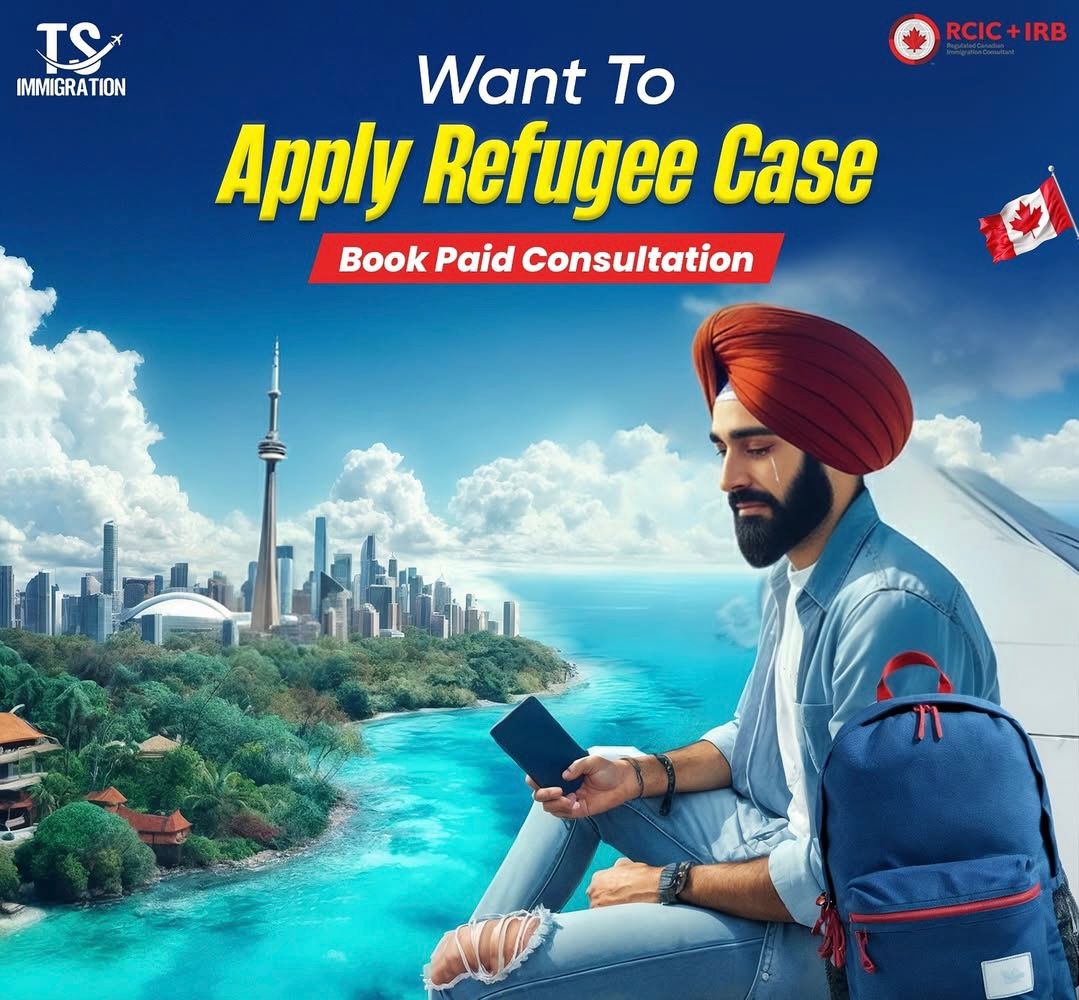 TS
IMMIGRATION
RCIC + IRB
Regulated Canadian
Immigration Consultant
Want To
Apply Refugee Case
Book Paid Consultation